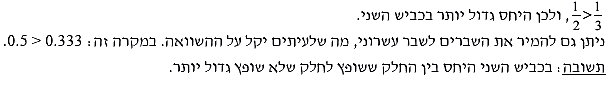 $\frac{1}{2} > \frac{1}{3}$, ולכן היחס גדול יותר בכביש השני.
ניתן גם להמיר את השברים לשבר עשרוני, מה שלעיתים יקל על ההשוואה. במקרה זה: 0.5 > 0.333.
תשובה: בכביש השני היחס בין החלק ששופץ לחלק שלא שופץ גדול יותר.